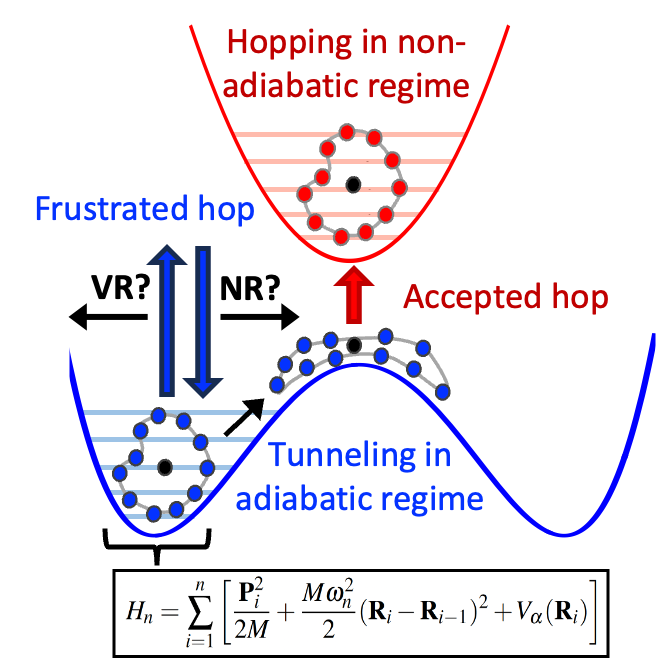 Hopping in non-
adiabatic regime
Frustrated hop
VR?
NR?
Accepted hop
Tunneling in
adiabatic regime
$H_n = \sum_{i=1}^{n} \left[ \frac{\mathbf{P}_i^2}{2M} + \frac{M\omega_n^2}{2} (\mathbf{R}_i - \mathbf{R}_{i-1})^2 + V_\alpha(\mathbf{R}_i) \right]$